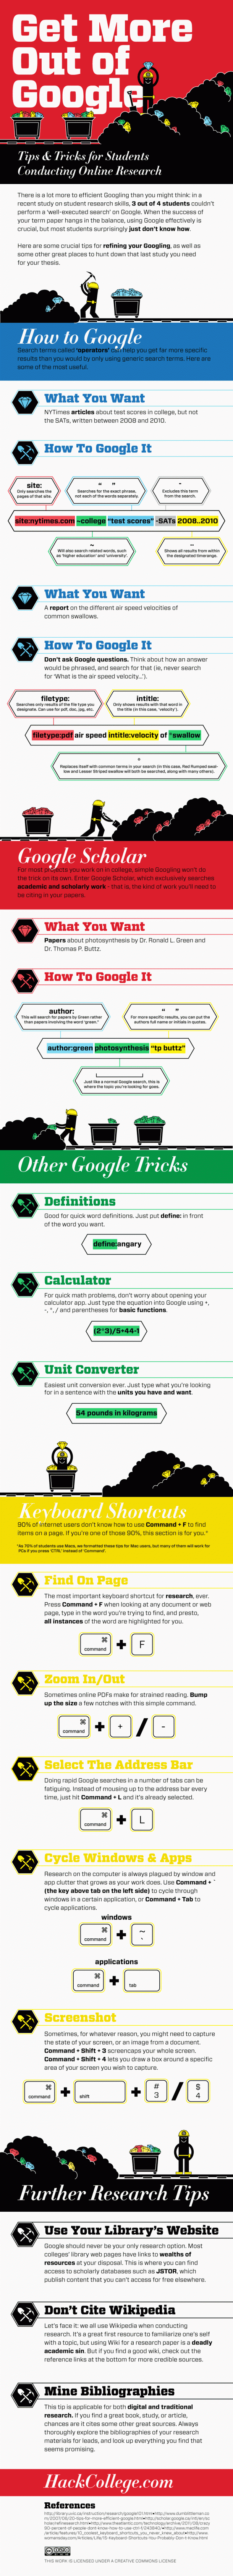 Get More
Out of
Google
Tips & Tricks for Students
Conducting Online Research
There is a lot more to efficient Googling than you might think: in a
recent study on student research skills, 3 out of 4 students couldn't
perform a 'well-executed search' on Google. When the success of
your term paper hangs in the balance, using Google effectively is
crucial, but most students surprisingly just don't know how.
Here are some crucial tips for refining your Googling, as well as
some other great places to hunt down that last study you need
for your thesis.
How to Google
Search terms called 'operators' can help you get far more specific
results than you would by only using generic search terms. Here are
some of the most useful.
What You Want
NYTimes articles about test scores in college, but not
the SATs, written between 2008 and 2010.
How To Google It
site:
Only searches the
pages of that site.
" "
Searches for the exact phrase,
not each of the words separately.
-
Excludes this term
from the search.
site:nytimes.com ~college "test scores" -SATs 2008..2010
~
Will also search related words, such
as 'higher education' and 'university'.
..
Shows all results from within
the designated timerange.
What You Want
A report on the different air speed velocities of
common swallows.
How To Google It
Don't ask Google questions. Think about how an answer
would be phrased, and search for that (ie, never search
for 'What is the air speed velocity...').
filetype:
Searches only results of the file type you
designate. Can use for pdf, doc, jpg, etc.
intitle:
Only shows results with that word in
the title (in this case, 'velocity').
filetype:pdf air speed intitle:velocity of *swallow
*
Replaces itself with common terms in your search (in this case, Red Rumped swal-
low and Lesser Striped swallow will both be searched, along with many others).
Google Scholar
For most projects you work on in college, simple Googling won't do
the trick on its own. Enter Google Scholar, which exclusively searches
academic and scholarly work - that is, the kind of work you'll need to
be citing in your papers.
What You Want
Papers about photosynthesis by Dr. Ronald L. Green and
Dr. Thomas P. Buttz.
How To Google It
author:
This will search for papers by Green rather
than papers involving the word 'green.'
" "
For more specific results, you can put the
author's full name or initials in quotes.
author:green photosynthesis "tp buttz"
Just like a normal Google search, this is
where the topic you're looking for goes.
Other Google Tricks
Definitions
Good for quick word definitions. Just put define: in front
of the word you want.
define:angary
Calculator
For quick math problems, don't worry about opening your
calculator app. Just type the equation into Google using +,
-, *, / and parentheses for basic functions.
(2*3)/5+44-1
Unit Converter
Easiest unit conversion ever. Just type what you're looking
for in a sentence with the units you have and want.
54 pounds in kilograms
Keyboard Shortcuts
90% of internet users don't know how to use Command + F to find
items on a page. If you're one of those 90%, this section is for you.*
*As 70% of students use Macs, we formatted these tips for Mac users, but many of them will work for
PCs if you press 'CTRL' instead of 'Command'.
Find On Page
The most important keyboard shortcut for research, ever.
Press Command + F when looking at any document or web
page, type in the word you're trying to find, and presto,
all instances of the word are highlighted for you.
⌘
command + F
Zoom In/Out
Sometimes online PDFs make for strained reading. Bump
up the size a few notches with this simple command.
⌘
command + + / -
Select The Address Bar
Doing rapid Google searches in a number of tabs can be
fatiguing. Instead of mousing up to the address bar every
time, just hit Command + L and it's already selected.
⌘
command + L
Cycle Windows & Apps
Research on the computer is always plagued by window and
app clutter that grows as your work does. Use Command + `
(the key above tab on the left side) to cycle through
windows in a certain application, or Command + Tab to
cycle applications.
windows
⌘ ~
command + `
applications
⌘
command + tab
Screenshot
Sometimes, for whatever reason, you might need to capture
the state of your screen, or an image from a document.
Command + Shift + 3 screencaps your whole screen.
Command + Shift + 4 lets you draw a box around a specific
area of your screen you wish to capture.
⌘ # $
command + shift + 3 / 4
Further Research Tips
Use Your Library's Website
Google should never be your only research option. Most
colleges' library web pages have links to wealths of
resources at your disposal. This is where you can find
access to scholarly databases such as JSTOR, which
publish content that you can't access for free elsewhere.
Don't Cite Wikipedia
Let's face it: we all use Wikipedia when conducting
research. It's a great first resource to familiarize one's self
with a topic, but using Wiki for a research paper is a deadly
academic sin. But if you find a good wiki, check out the
reference links at the bottom for more credible sources.
Mine Bibliographies
This tip is applicable for both digital and traditional
research. If you find a great book, study, or article,
chances are it cites some other great sources. Always
thoroughly explore the bibliographies of your research
materials for leads, and look up everything you find that
seems promising.
HackCollege.com
References
THIS WORK IS LICENSED UNDER A CREATIVE COMMONS LICENSE